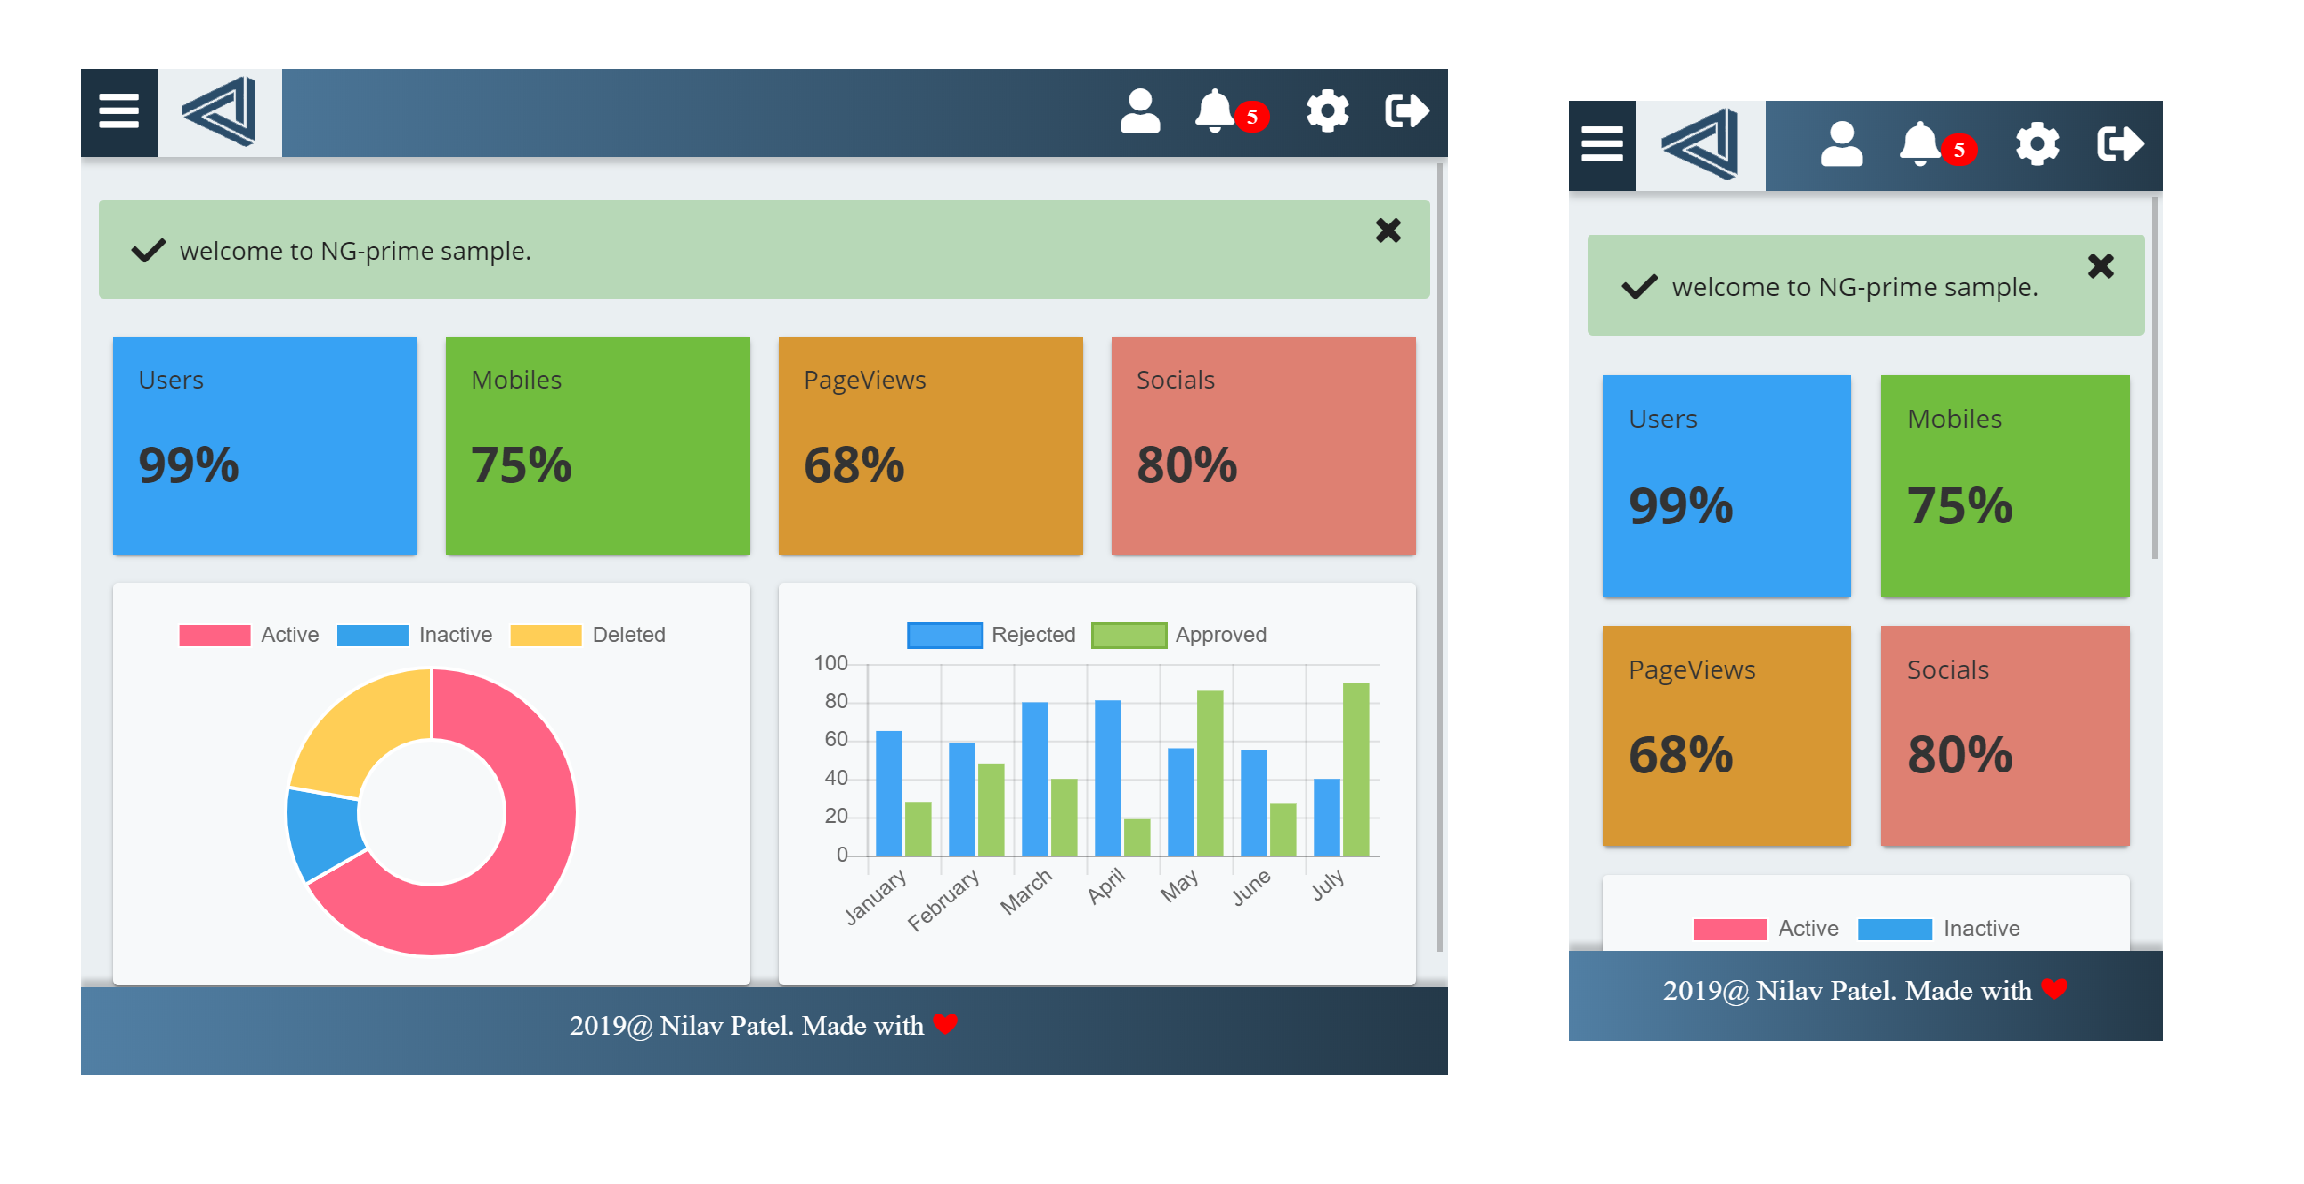 5
welcome to NG-prime sample.
Users
99%
Mobiles
75%
PageViews
68%
Socials
80%
Active Inactive Deleted
Rejected Approved
100
80
60
40
20
0
January February March April May June July
2019@ Nilav Patel. Made with
5
welcome to NG-prime sample.
Users
99%
Mobiles
75%
PageViews
68%
Socials
80%
Active Inactive
2019@ Nilav Patel. Made with